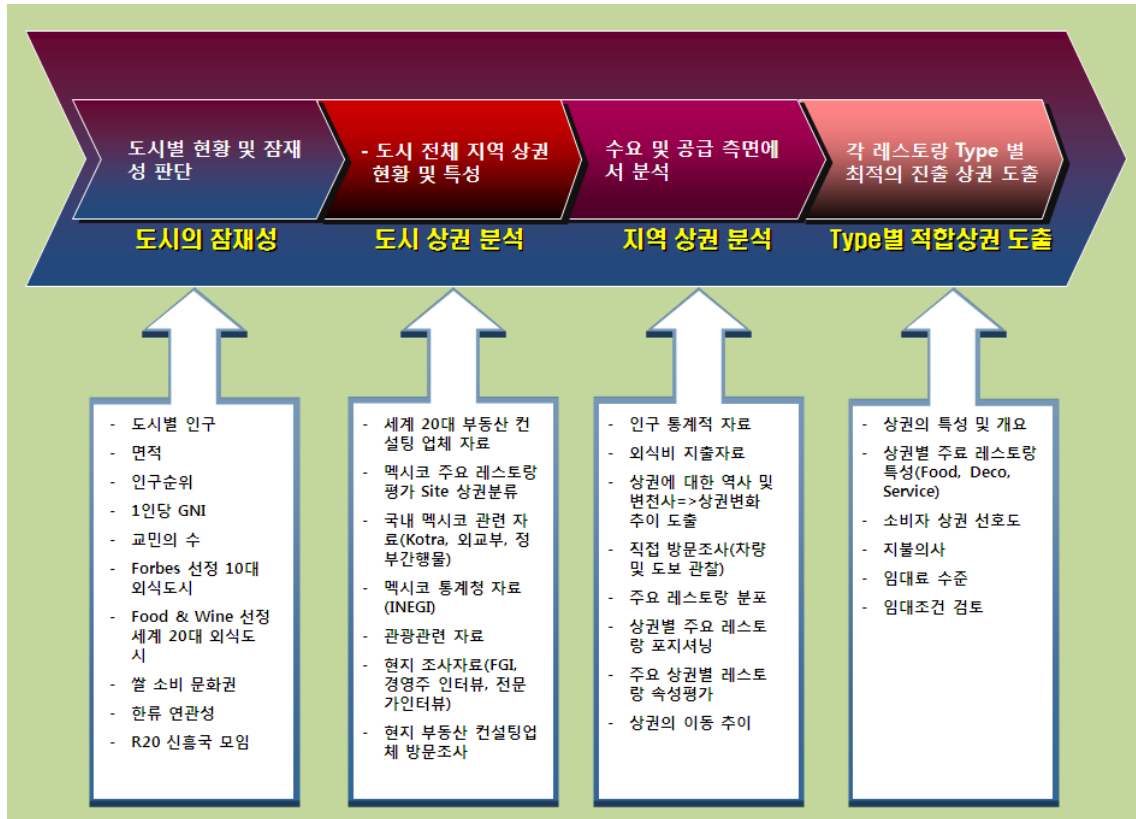 도시별 현황 및 잠재
성 판단
- 도시 전체 지역 상권
현황 및 특성
수요 및 공급 측면에
서 분석
각 레스토랑 Type 별
최적의 진출 상권 도출
도시의 잠재성
도시 상권 분석
지역 상권 분석
Type별 적합상권 도출
- 도시별 인구
- 면적
- 인구순위
- 1인당 GNI
- 교민의 수
- Forbes 선정 10대
외식도시
- Food & Wine 선정
세계 20대 외식도
시
- 쌀 소비 문화권
- 한류 연관성
- R20 신흥국 모임
- 세계 20대 부동산 컨
설팅 업체 자료
- 멕시코 주요 레스토랑
평가 Site 상권분류
- 국내 멕시코 관련 자
료(Kotra, 외교부, 정
부간행물)
- 멕시코 통계청 자료
(INEGI)
- 관광관련 자료
- 현지 조사자료(FGI,
경영주 인터뷰, 전문
가인터뷰)
- 현지 부동산 컨설팅업
체 방문조사
- 인구 통계적 자료
- 외식비 지출자료
- 상권에 대한 역사 및
변천사=>상권변화
추이 도출
- 직접 방문조사(차량
및 도보 관찰)
- 주요 레스토랑 분포
- 상권별 주요 레스토
랑 포지셔닝
- 주요 상권별 레스토
랑 속성평가
- 상권의 이동 추이
- 상권의 특성 및 개요
- 상권별 주료 레스토랑
특성(Food, Deco,
Service)
- 소비자 상권 선호도
- 지불의사
- 임대료 수준
- 임대조건 검토